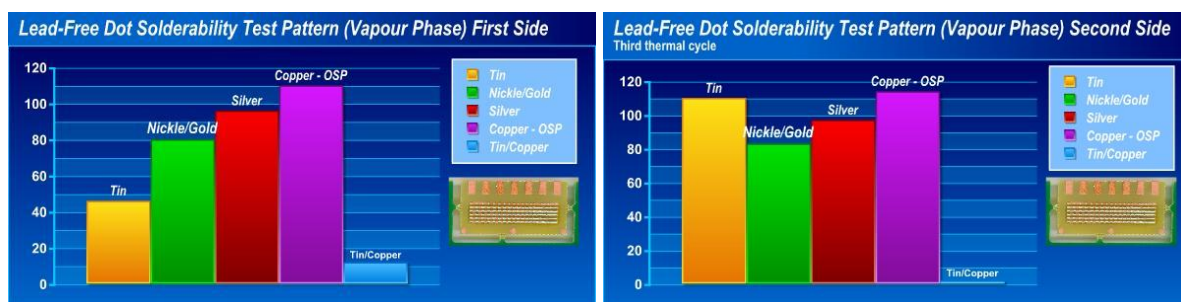 Lead-Free Dot Solderability Test Pattern (Vapour Phase) First Side
120
100
80
60
40
20
0
Tin
Nickle/Gold
Silver
Copper - OSP
Tin/Copper
Tin
Nickle/Gold
Silver
Copper - OSP
Tin/Copper
Lead-Free Dot Solderability Test Pattern (Vapour Phase) Second Side
Third thermal cycle
120
100
80
60
40
20
0
Tin
Nickle/Gold
Silver
Copper - OSP
Tin/Copper
Tin
Nickle/Gold
Silver
Copper - OSP
Tin/Copper